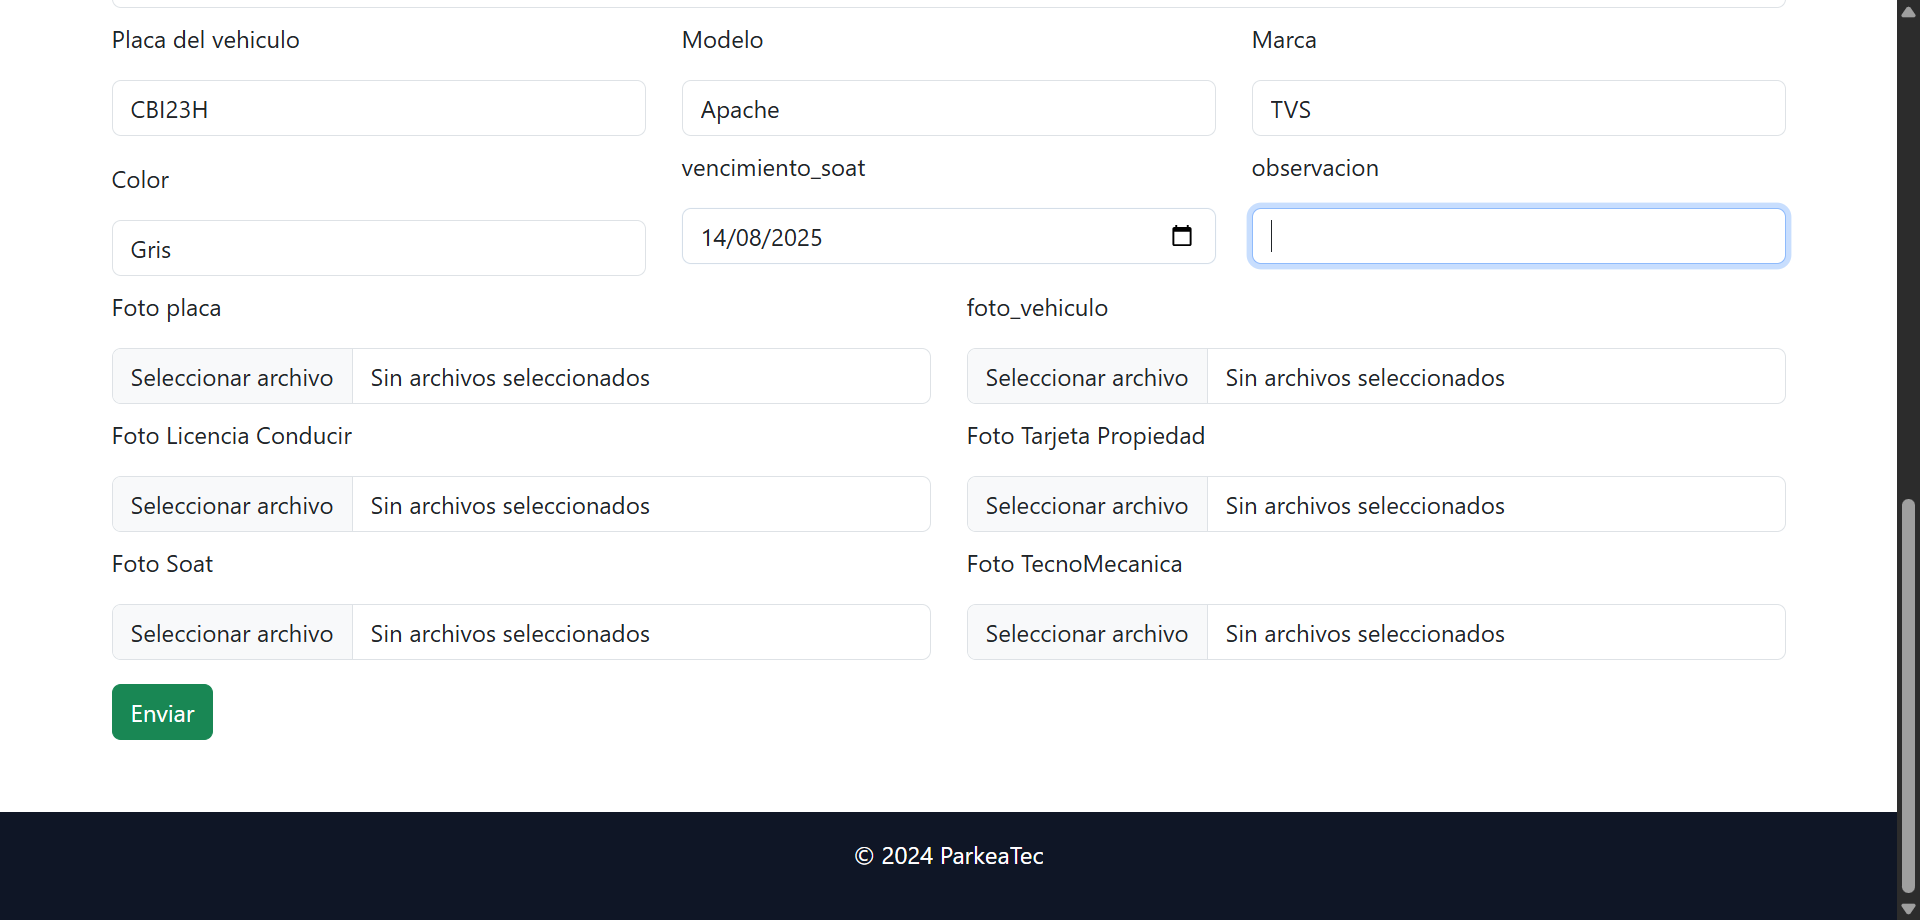 Placa del vehiculo
Modelo
Marca
CBI23H
Apache
TVS
Color
vencimiento_soat
observacion
Gris
14/08/2025
Foto placa
foto_vehiculo
Seleccionar archivo Sin archivos seleccionados
Seleccionar archivo Sin archivos seleccionados
Foto Licencia Conducir
Foto Tarjeta Propiedad
Seleccionar archivo Sin archivos seleccionados
Seleccionar archivo Sin archivos seleccionados
Foto Soat
Foto TecnoMecanica
Seleccionar archivo Sin archivos seleccionados
Seleccionar archivo Sin archivos seleccionados
Enviar
© 2024 ParkeaTec